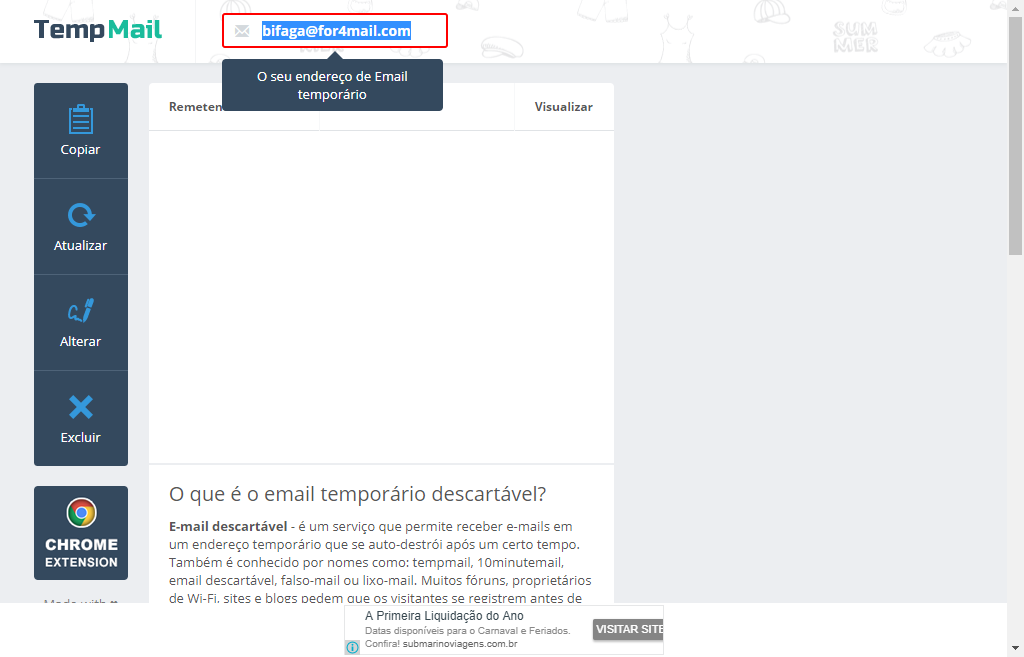 TempMail
bifaga@for4mail.com
SUM
MER
O seu endereço de Email
temporário
Visualizar
Copiar
Atualizar
Alterar
Excluir
CHROME
EXTENSION
O que é o email temporário descartável?
E-mail descartável - é um serviço que permite receber e-mails em
um endereço temporário que se auto-destrói após um certo tempo.
Também é conhecido por nomes como: tempmail, 10minutemail,
email descartável, falso-mail ou lixo-mail. Muitos fóruns, proprietários
de Wi-Fi, sites e blogs pedem que os visitantes se registrem antes de
Made with ♥
A Primeira Liquidação do Ano
Datas disponíveis para o Carnaval e Feriados.
Confira! submarinoviagens.com.br
VISITAR SITE